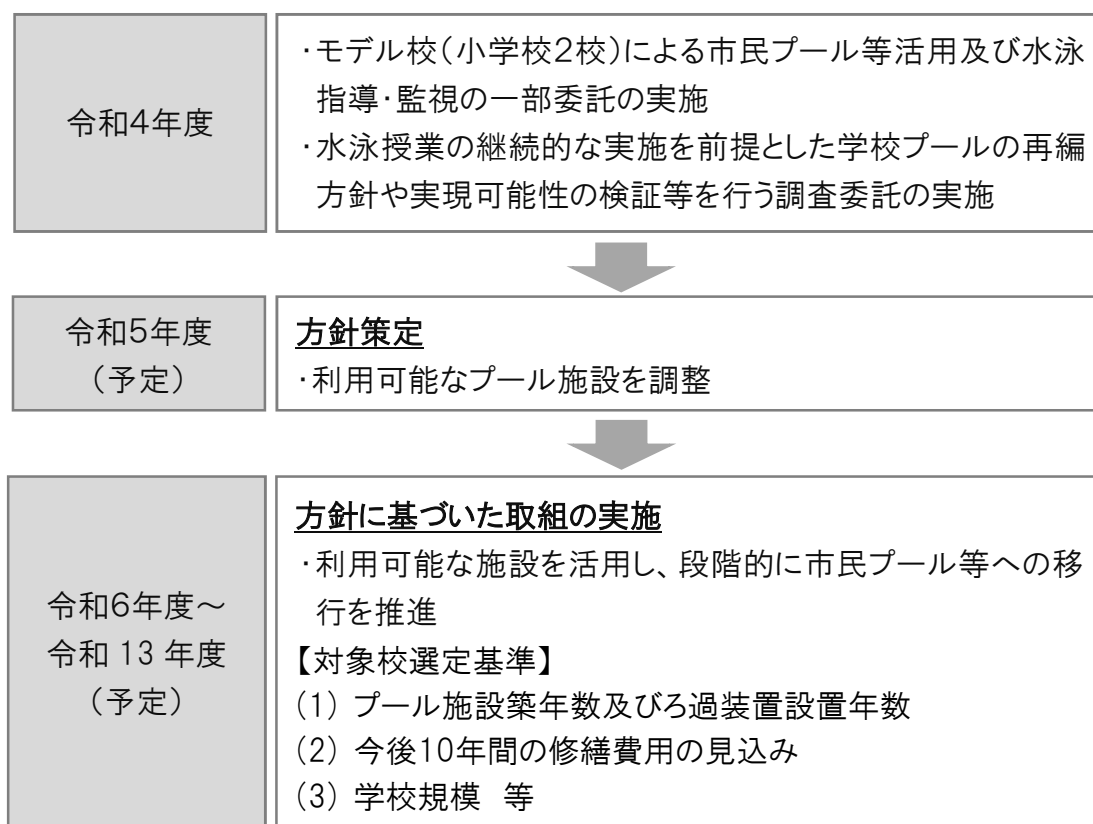 令和4年度
・モデル校(小学校2校)による市民プール等活用及び水泳
指導・監視の一部委託の実施
・水泳授業の継続的な実施を前提とした学校プールの再編
方針や実現可能性の検証等を行う調査委託の実施
令和5年度
(予定)
方針策定
・利用可能なプール施設を調整
令和6年度~
令和 13 年度
(予定)
方針に基づいた取組の実施
・利用可能な施設を活用し、段階的に市民プール等への移
行を推進
【対象校選定基準】
(1) プール施設築年数及びろ過装置設置年数
(2) 今後10年間の修繕費用の見込み
(3) 学校規模 等